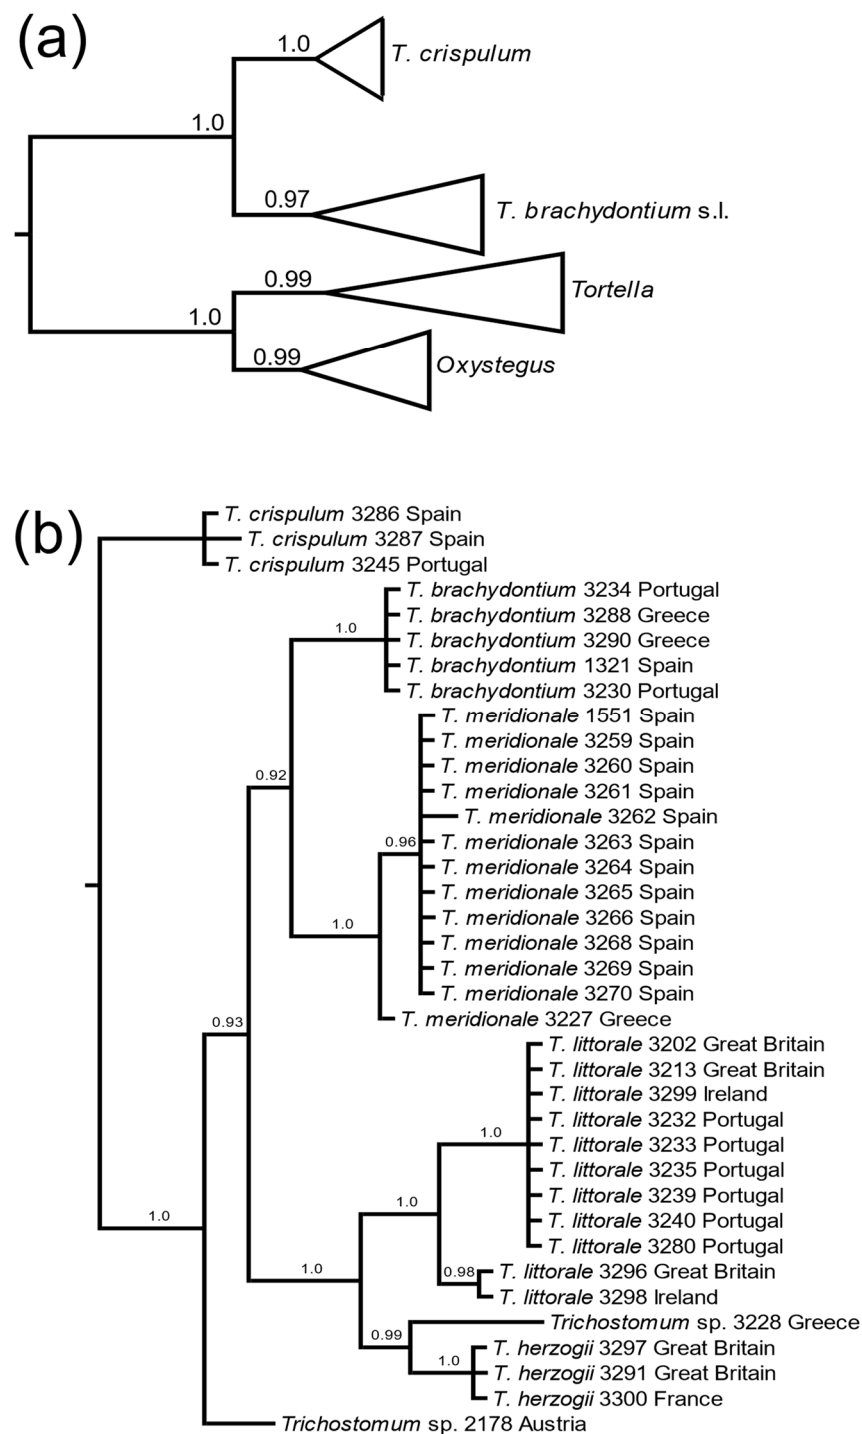 (a)
1.0
T. crispulum
1.0
0.97
T. brachydontium s.l.
0.99
Tortella
1.0
0.99
Oxystegus
(b)
T. crispulum 3286 Spain
T. crispulum 3287 Spain
T. crispulum 3245 Portugal
T. brachydontium 3234 Portugal
T. brachydontium 3288 Greece
1.0
T. brachydontium 3290 Greece
T. brachydontium 1321 Spain
T. brachydontium 3230 Portugal
T. meridionale 1551 Spain
T. meridionale 3259 Spain
T. meridionale 3260 Spain
0.92
T. meridionale 3261 Spain
T. meridionale 3262 Spain
0.96
T. meridionale 3263 Spain
T. meridionale 3264 Spain
T. meridionale 3265 Spain
T. meridionale 3266 Spain
1.0
T. meridionale 3268 Spain
T. meridionale 3269 Spain
T. meridionale 3270 Spain
T. meridionale 3227 Greece
0.93
T. littorale 3202 Great Britain
T. littorale 3213 Great Britain
T. littorale 3299 Ireland
T. littorale 3232 Portugal
1.0
T. littorale 3233 Portugal
T. littorale 3235 Portugal
T. littorale 3239 Portugal
1.0
1.0
T. littorale 3240 Portugal
T. littorale 3280 Portugal
1.0
0.98
T. littorale 3296 Great Britain
T. littorale 3298 Ireland
Trichostomum sp. 3228 Greece
0.99
T. herzogii 3297 Great Britain
1.0
T. herzogii 3291 Great Britain
T. herzogii 3300 France
Trichostomum sp. 2178 Austria